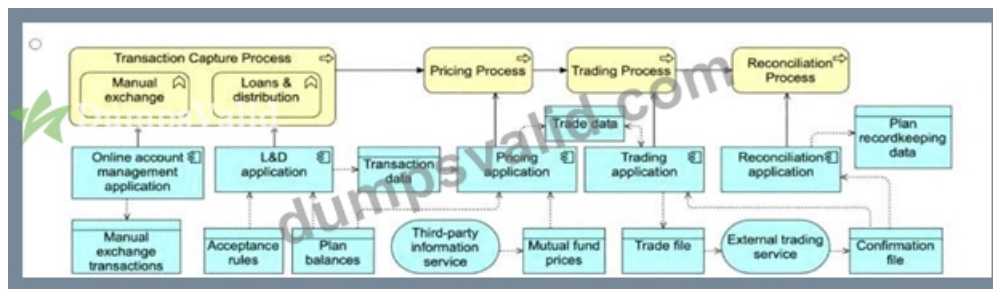 Transaction Capture Process
Manual
exchange
Loans &
distribution
Pricing Process
Trading Process
Reconciliation
Process
DumpsValid
dumpsvalid.com
Online account
management
application
L&D
application
Transaction
data
Pricing
application
Trade data
Trading
application
Reconciliation
application
Plan
recordkeeping
data
Manual
exchange
transactions
Acceptance
rules
Plan
balances
Third-party
information
service
Mutual fund
prices
Trade file
External trading
service
Confirmation
file